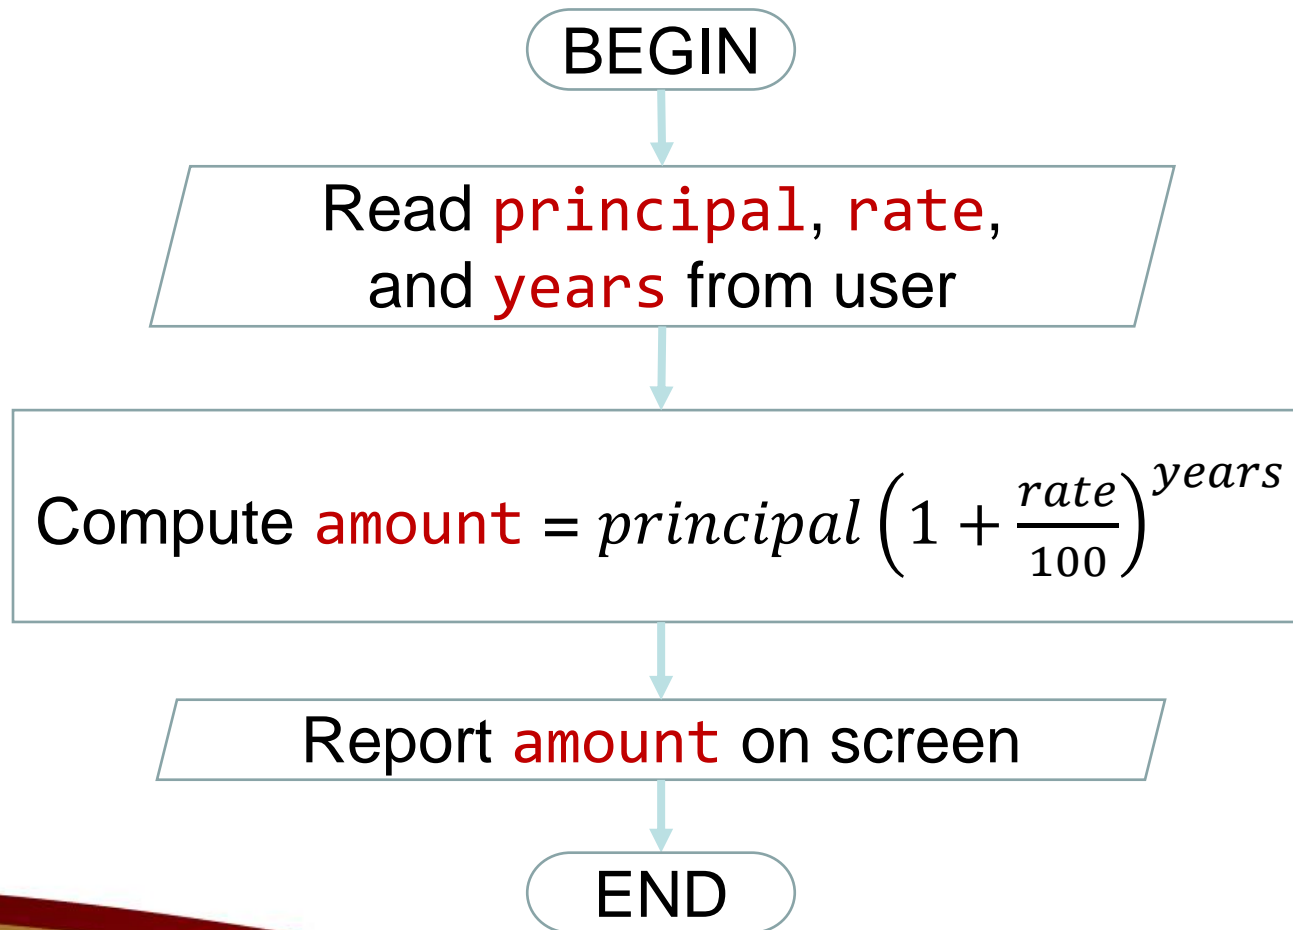 BEGIN
Read principal, rate,
and years from user
Compute amount = principal(1 + rate/100)^years
Report amount on screen
END